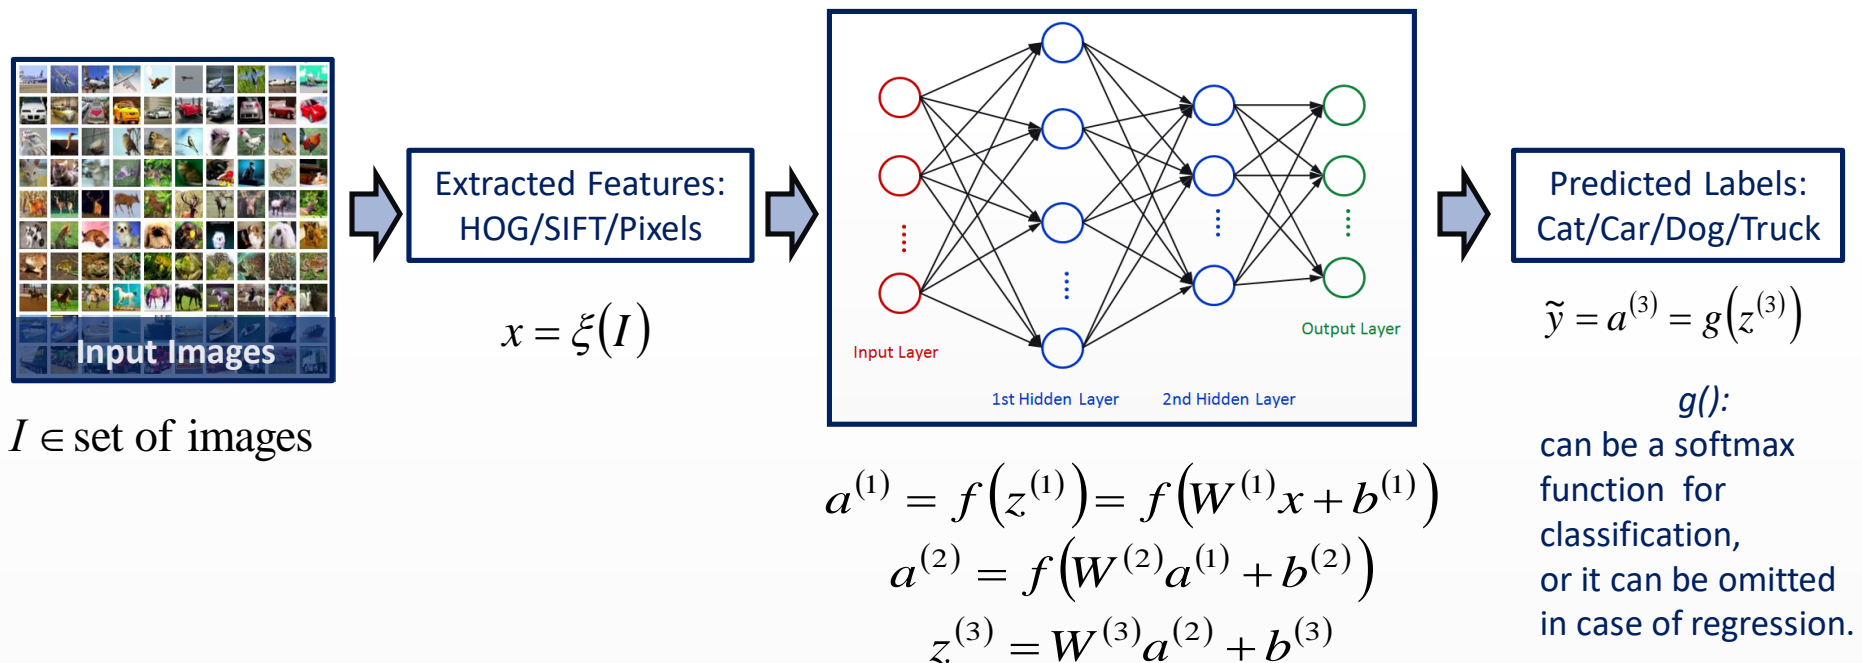 Input Images
I ∈ set of images
Extracted Features:
HOG/SIFT/Pixels
x = ξ(I)
Input Layer
1st Hidden Layer
2nd Hidden Layer
Output Layer
a^(1) = f(z^(1)) = f(W^(1)x + b^(1))
a^(2) = f(W^(2)a^(1) + b^(2))
z^(3) = W^(3)a^(2) + b^(3)
Predicted Labels:
Cat/Car/Dog/Truck
ỹ = a^(3) = g(z^(3))
g():
can be a softmax
function for
classification,
or it can be omitted
in case of regression.